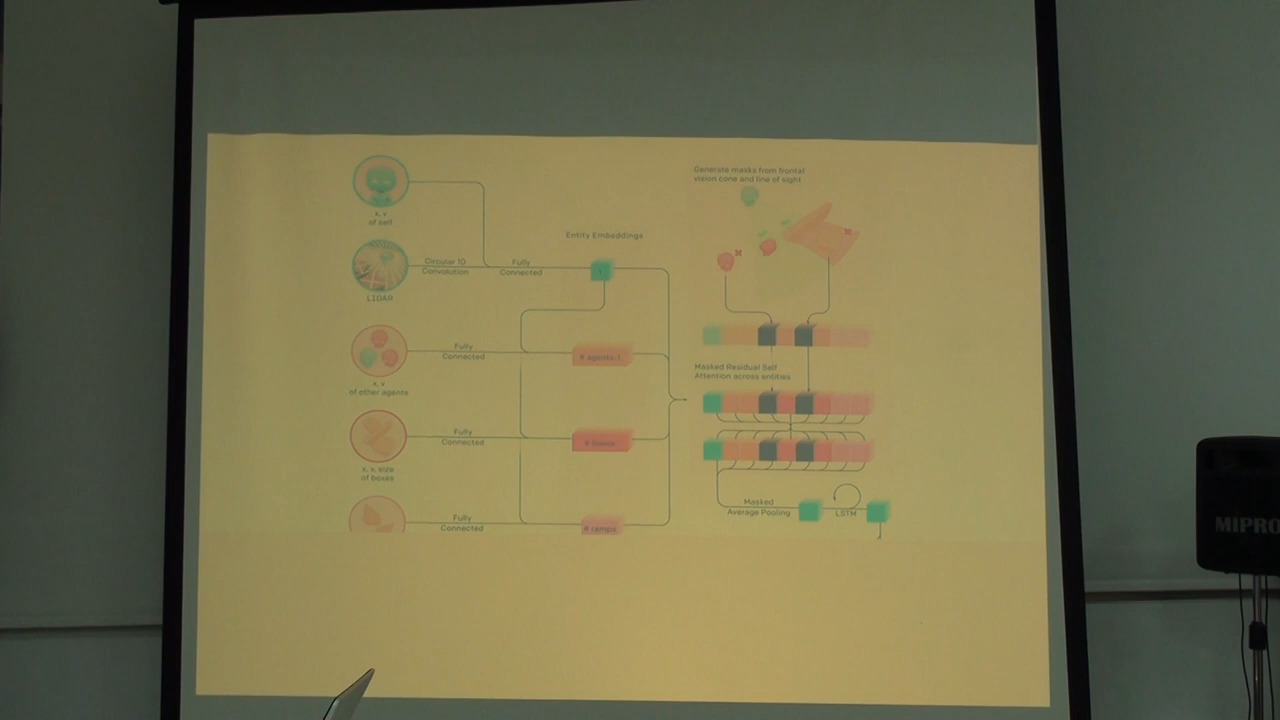 x, v
of self
Circular 1D
Convolution
Fully
Connected
LIDAR
Fully
Connected
x, v
of other agents
Fully
Connected
x, v, size
of boxes
Fully
Connected
Entity Embeddings
1
# agents-1
# boxes
# ramps
Generate masks from frontal
vision cone and line of sight
Masked Residual Self
Attention across entities
Masked
Average Pooling
LSTM
MIPRO